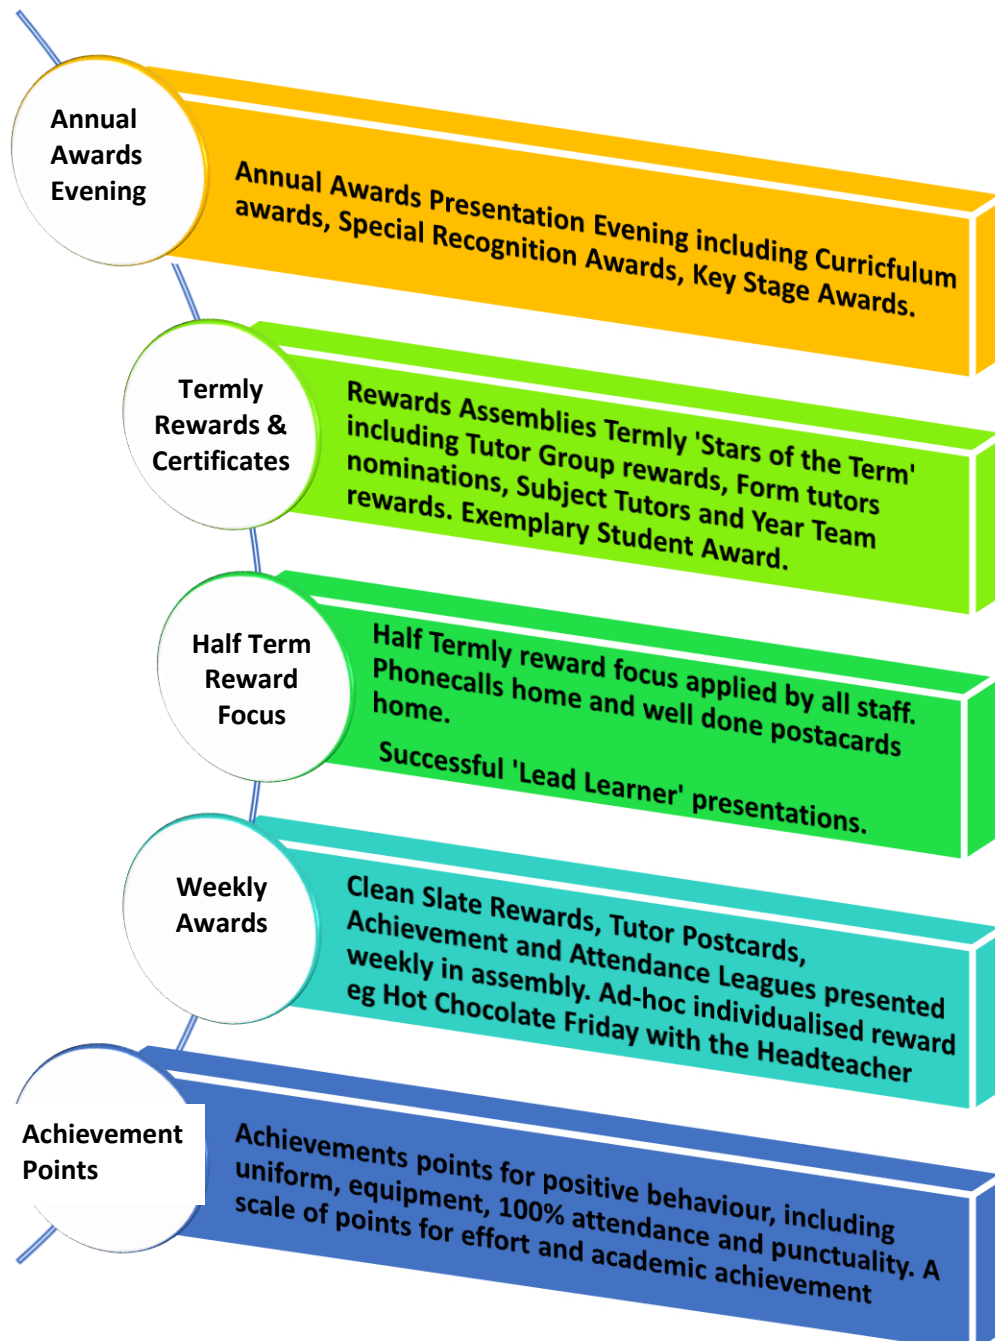 Annual
Awards
Evening
Annual Awards Presentation Evening including Curricfulum
awards, Special Recognition Awards, Key Stage Awards.
Termly
Rewards &
Certificates
Rewards Assemblies Termly 'Stars of the Term'
including Tutor Group rewards, Form tutors
nominations, Subject Tutors and Year Team
rewards. Exemplary Student Award.
Half Term
Reward
Focus
Half Termly reward focus applied by all staff.
Phonecalls home and well done postacards
home.
Successful 'Lead Learner' presentations.
Weekly
Awards
Clean Slate Rewards, Tutor Postcards,
Achievement and Attendance Leagues presented
weekly in assembly. Ad-hoc individualised reward
eg Hot Chocolate Friday with the Headteacher
Achievement
Points
Achievements points for positive behaviour, including
uniform, equipment, 100% attendance and punctuality. A
scale of points for effort and academic achievement